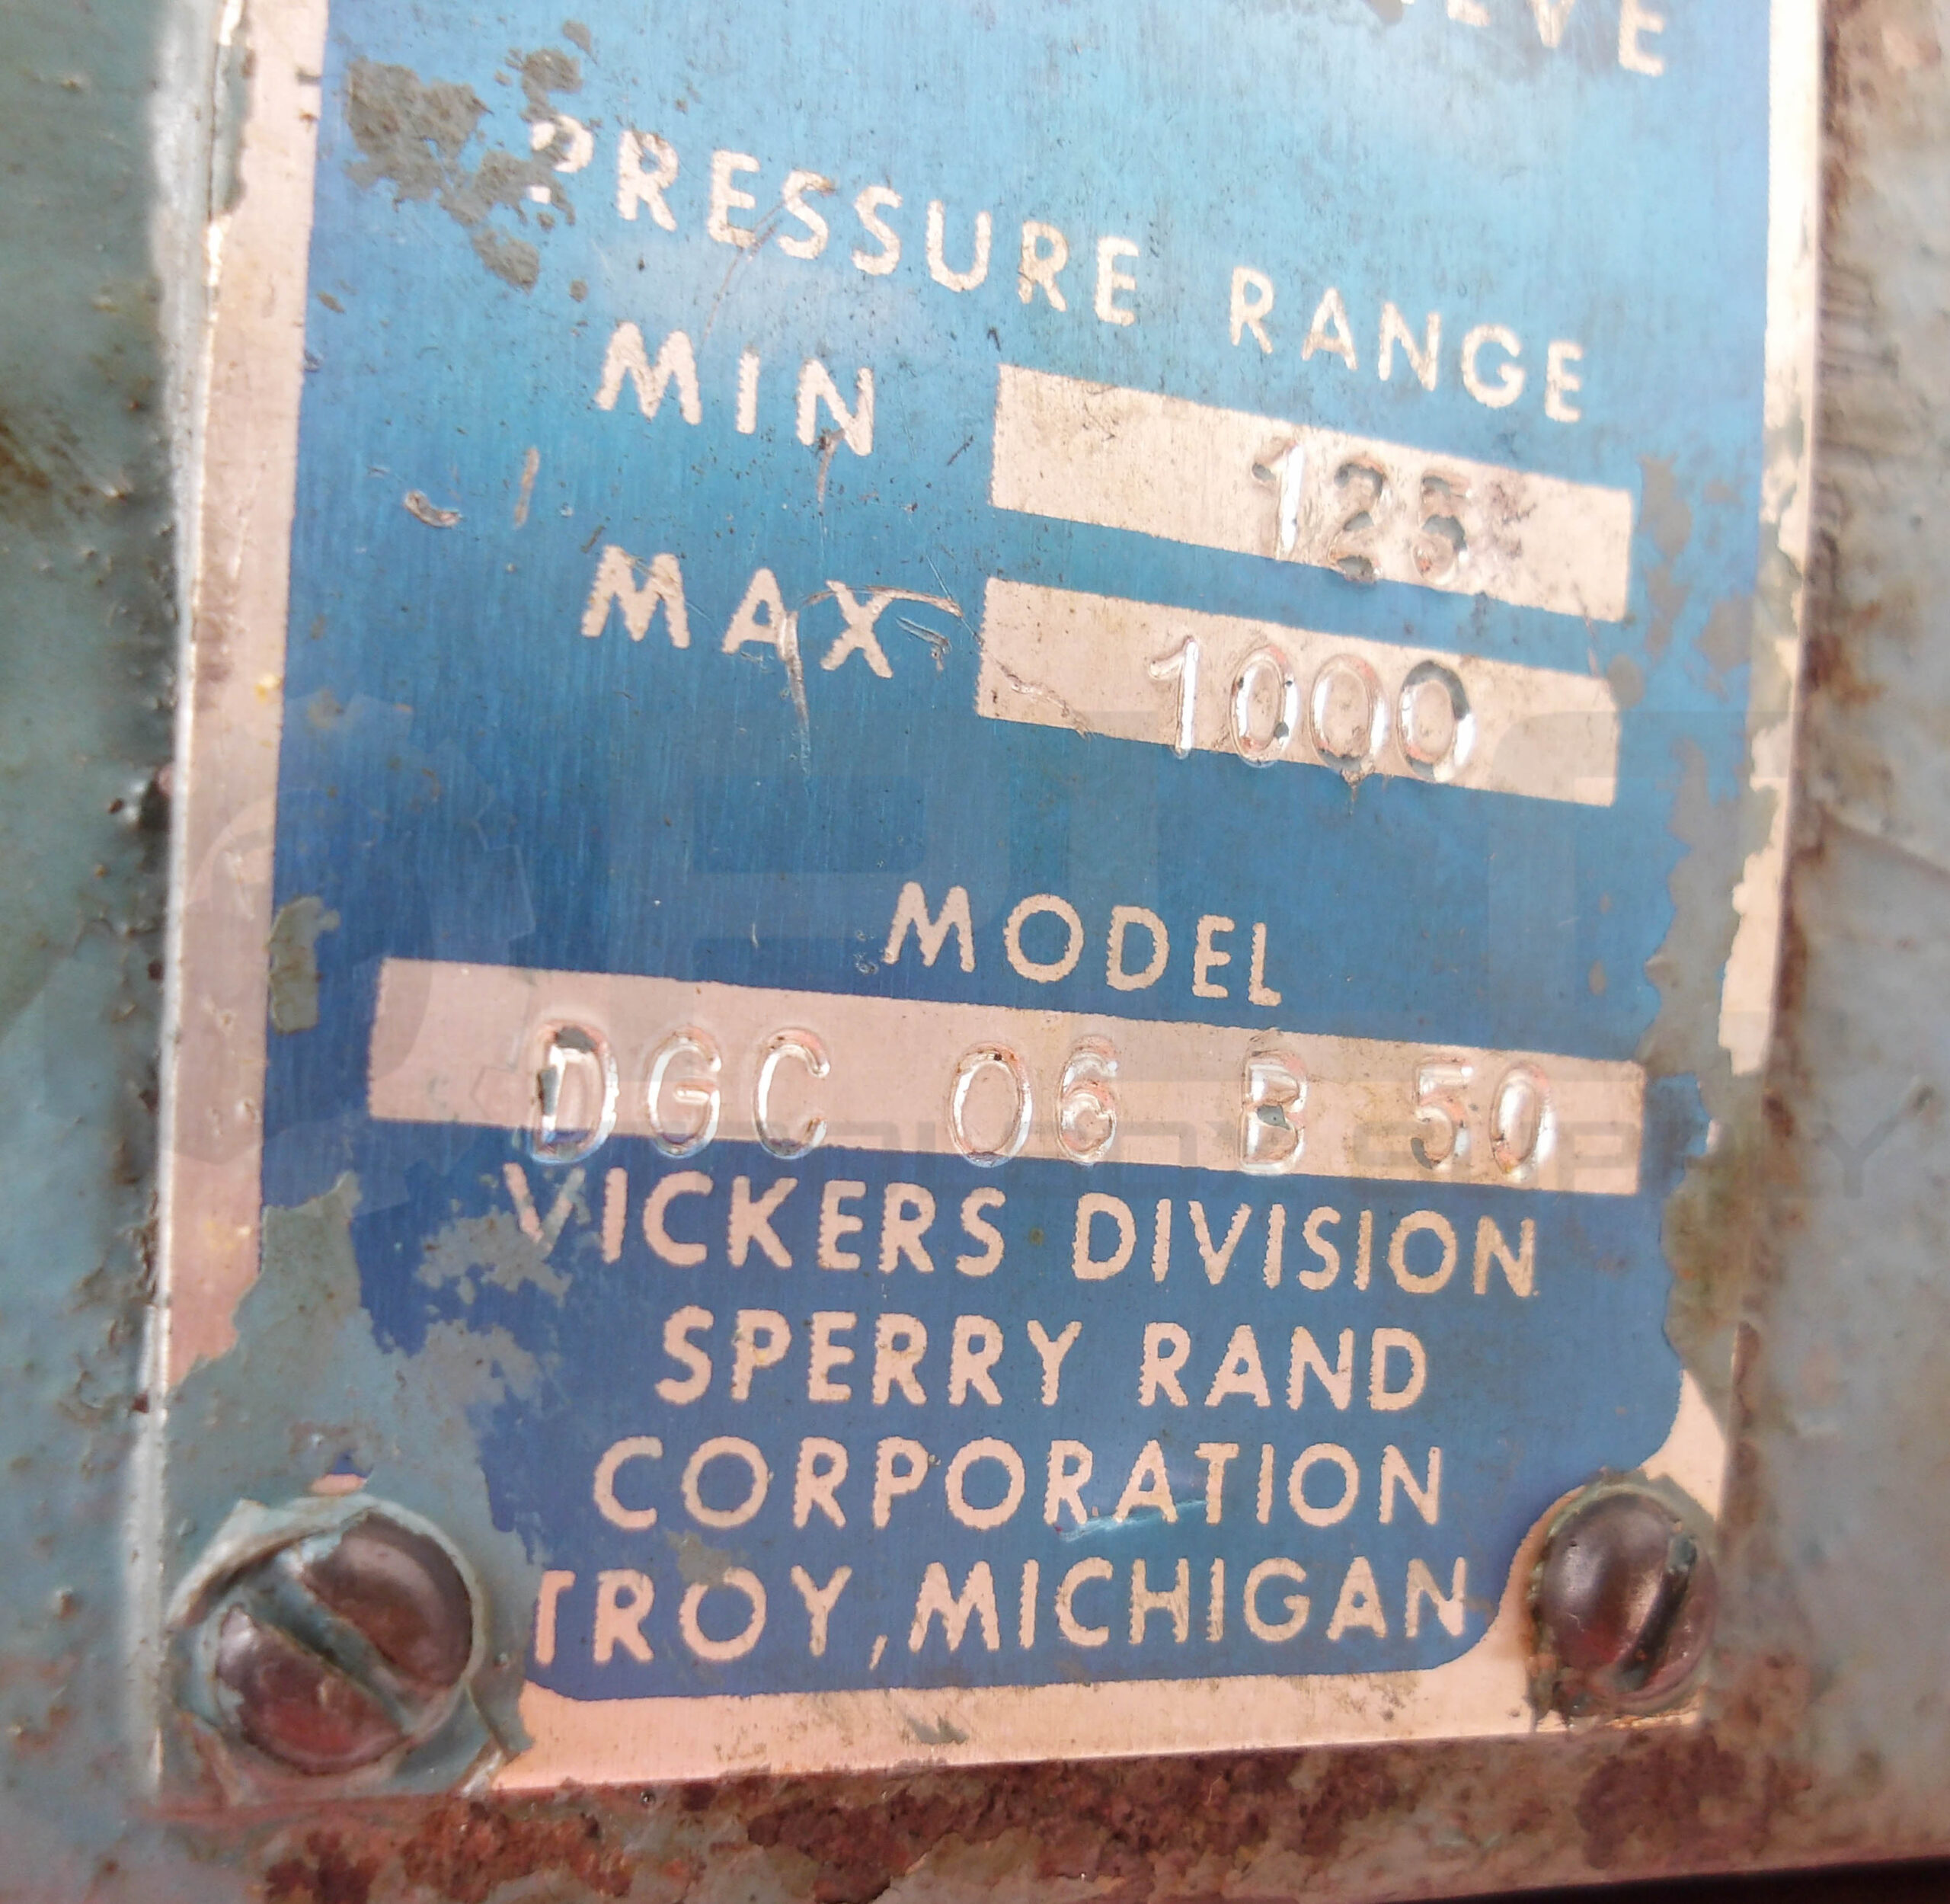 PRESSURE RANGE
MIN 125
MAX 1000
MODEL
DGC 06 B 50
VICKERS DIVISION
SPERRY RAND
CORPORATION
TROY, MICHIGAN